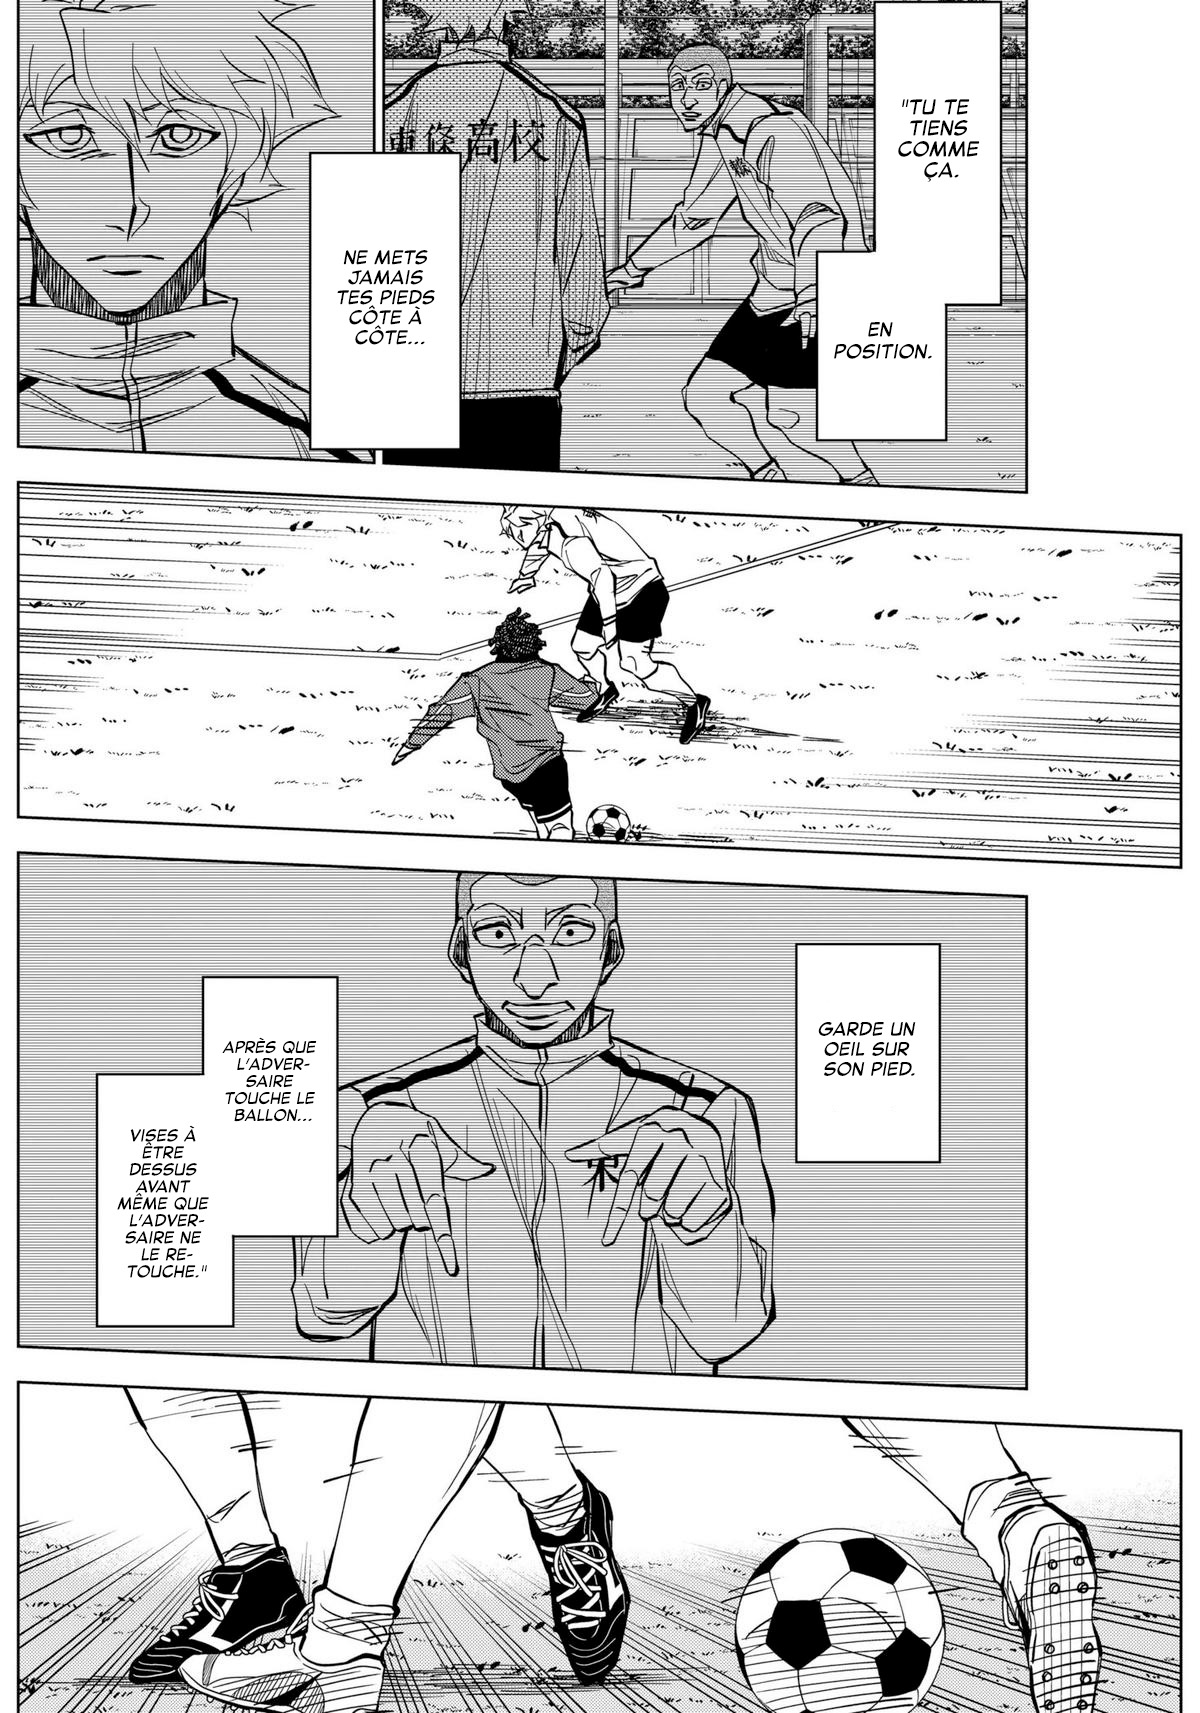 "TU TE
TIENS
COMME
ÇA.
EN
POSITION.
東條高校
NE METS
JAMAIS
TES PIEDS
CÔTE À
CÔTE...
GARDE UN
OEIL SUR
SON PIED.
APRÈS QUE
L'ADVER-
SAIRE
TOUCHE LE
BALLON...
VISES À
ÊTRE
DESSUS
AVANT
MÊME QUE
L'ADVER-
SAIRE NE
LE RE-
TOUCHE."